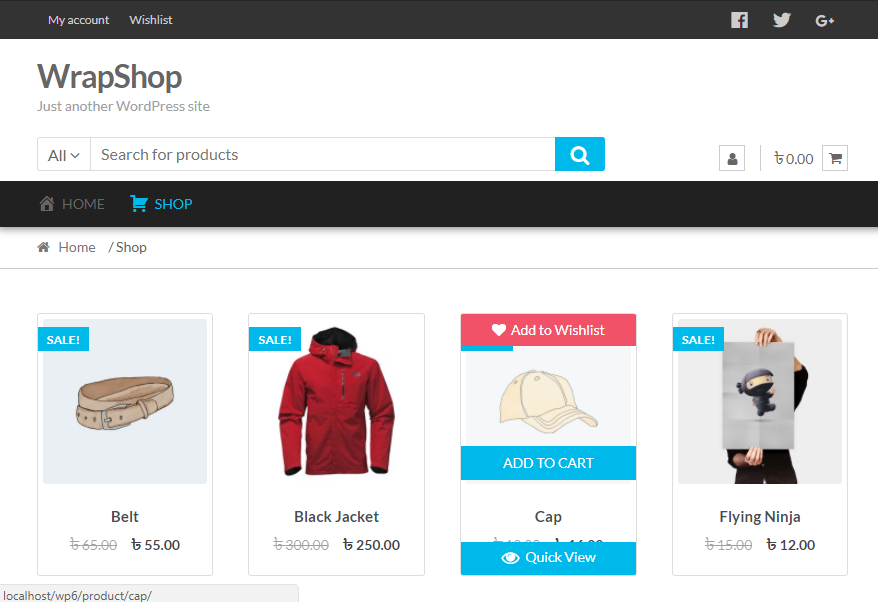 My account Wishlist
WrapShop
Just another WordPress site
All Search for products
৳ 0.00
HOME SHOP
Home / Shop
SALE! SALE! Add to Wishlist SALE!
ADD TO CART
Belt Black Jacket Cap Flying Ninja
৳ 65.00 ৳ 55.00 ৳ 300.00 ৳ 250.00 ৳ 15.00 ৳ 12.00
Quick View
localhost/wp6/product/cap/